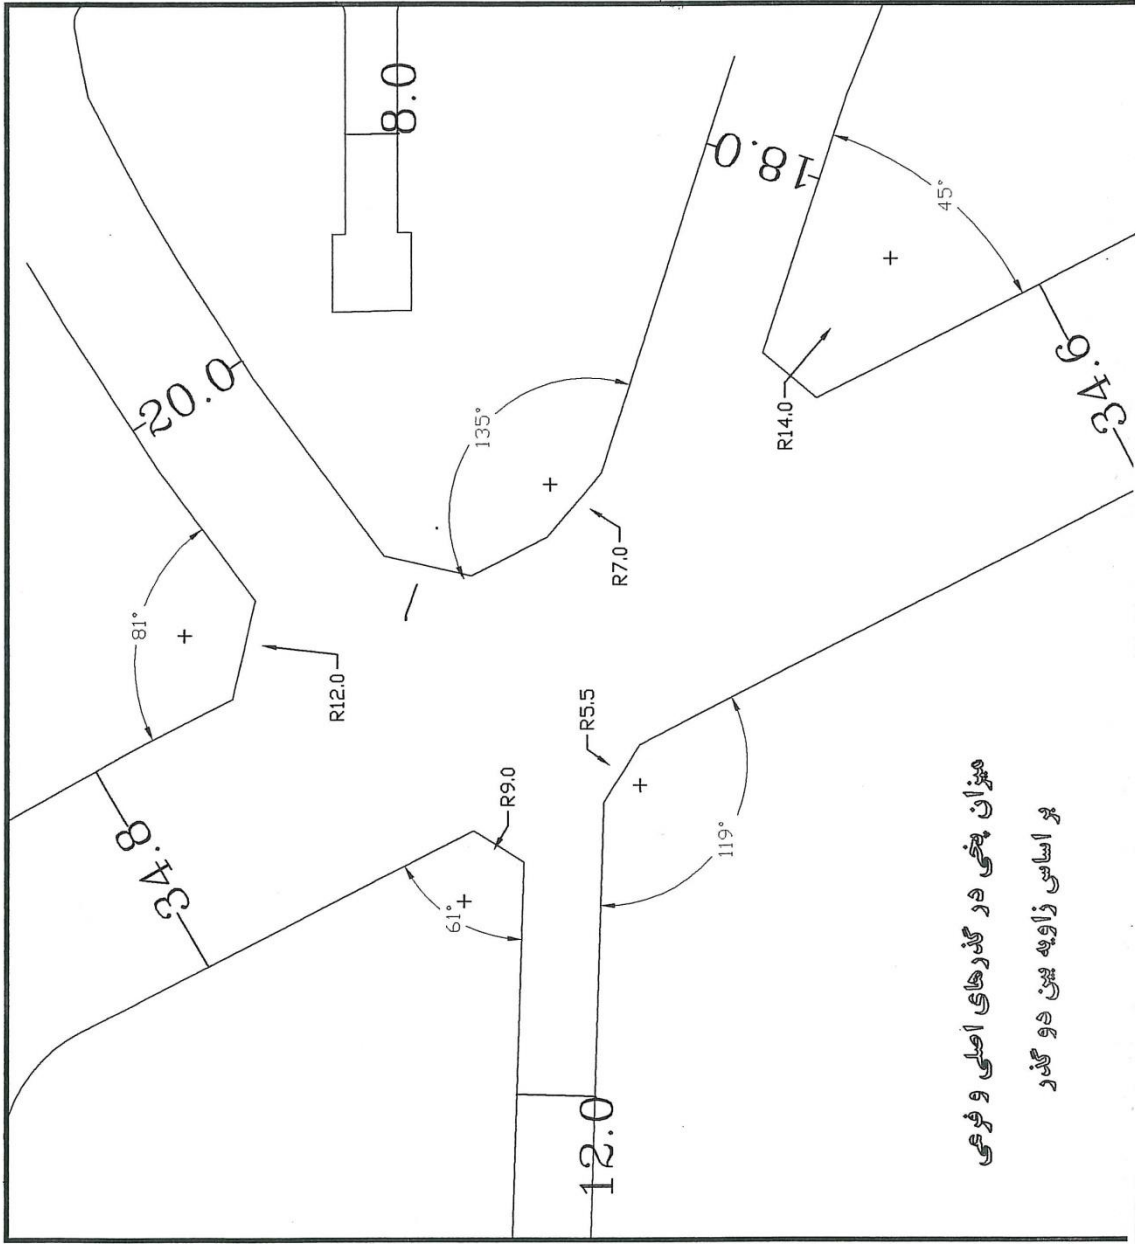 8.0
18.0
45°
20.0
34.6
135°
R14.0
R7.0
81°
R12.0
R5.5
R9.0
34.8
119°
61°
12.0
میزان پخی در گذرهای اصلی و فرعی
بر اساس زاویه بین دو گذر